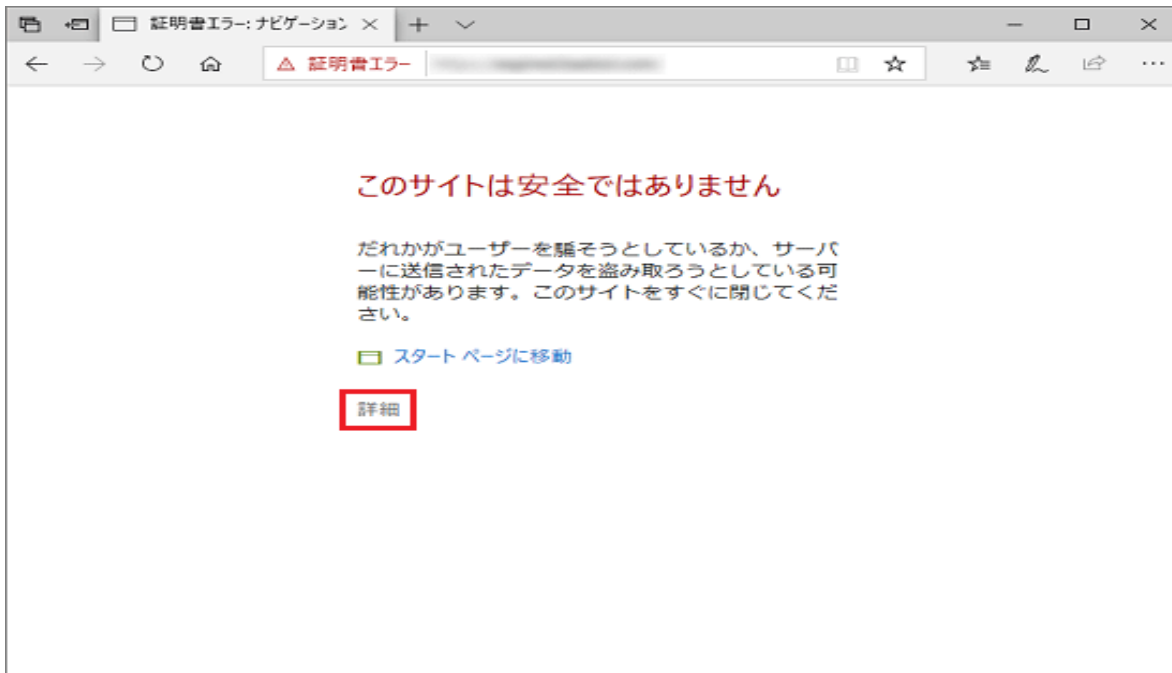 証明書エラー: ナビゲーション
証明書エラー
このサイトは安全ではありません
だれかがユーザーを騙そうとしているか、サーバ
ーに送信されたデータを盗み取ろうとしている可
能性があります。このサイトをすぐに閉じてくだ
さい。
スタート ページに移動
詳細